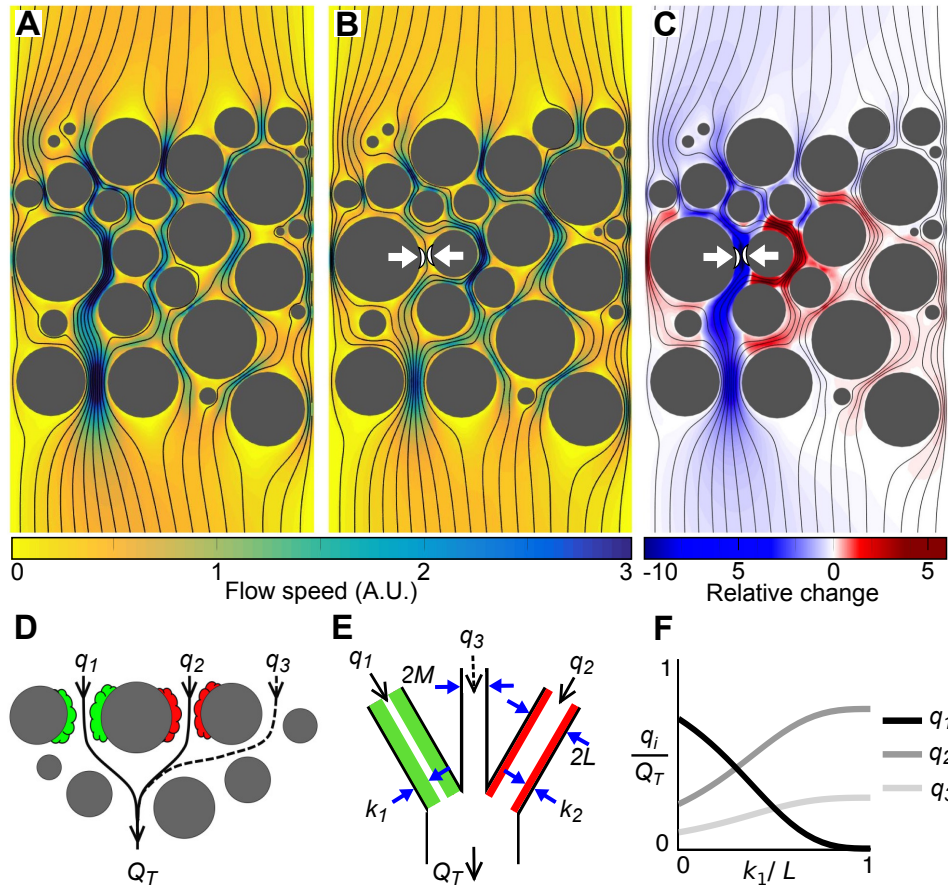 A B C
0 1 2 3
Flow speed (A.U.)
-10 5 0 5
Relative change
D E F
q1 q2 q3
QT
q1 q3 q2
2M
2L
k1 k2
QT
1
qi
QT
0
0 k1/ L 1
q1
q2
q3